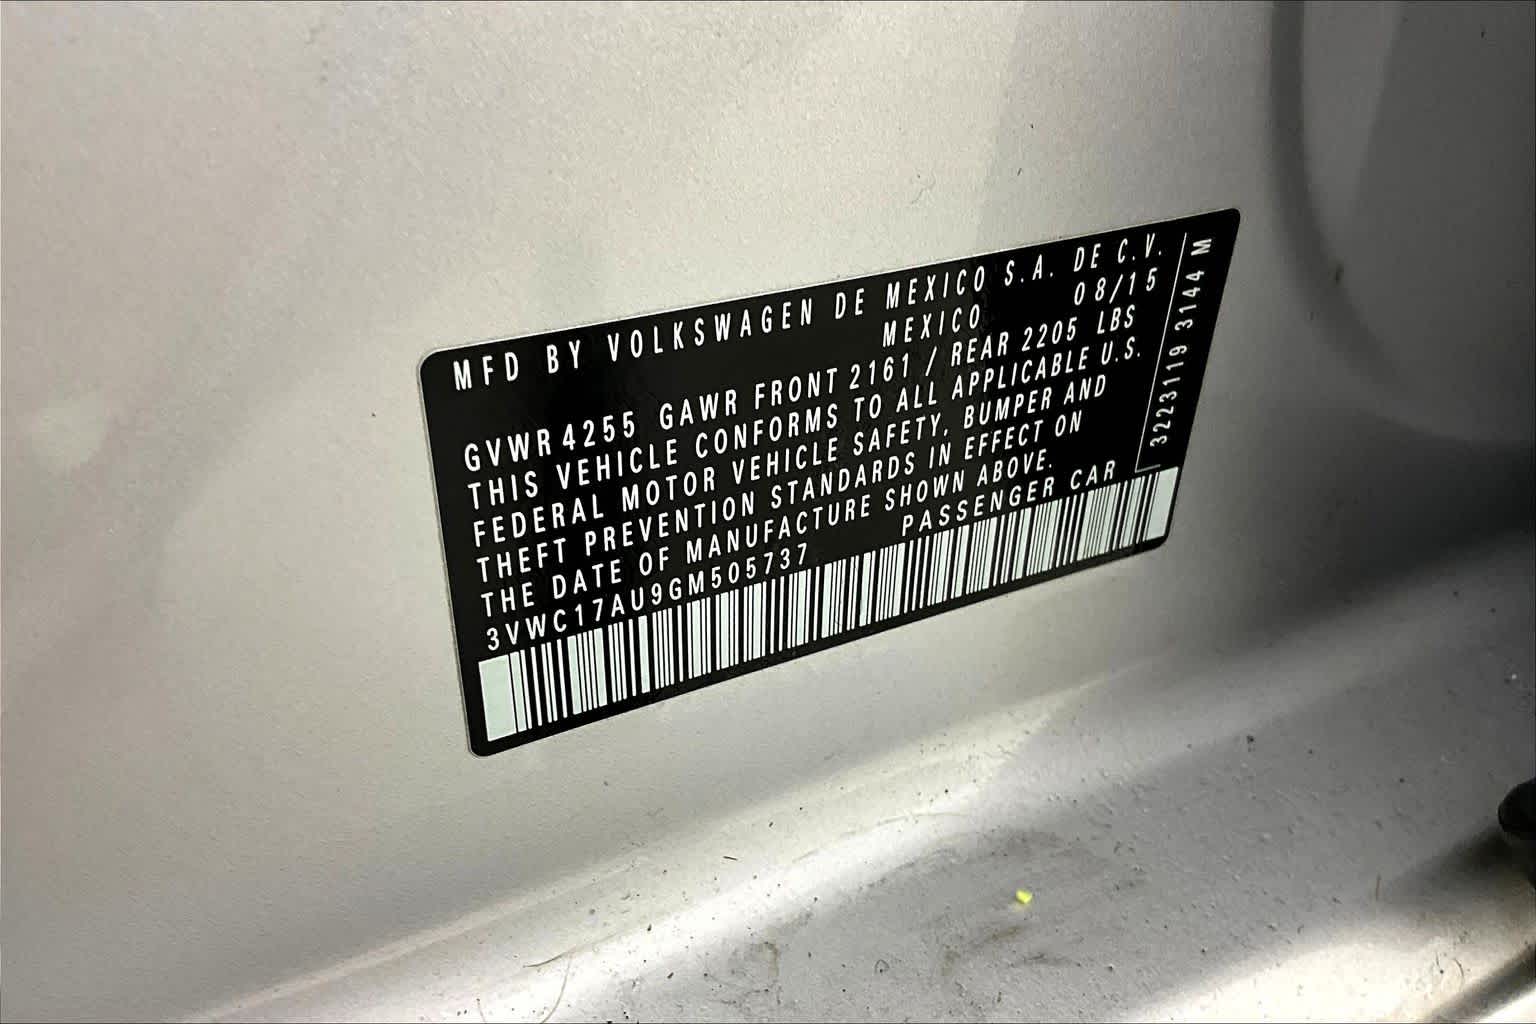 MFD BY VOLKSWAGEN DE MEXICO S.A. DE C.V.
MEXICO 08/15
GVWR 4255 GAWR FRONT 2161 / REAR 2205 LBS
THIS VEHICLE CONFORMS TO ALL APPLICABLE U.S.
FEDERAL MOTOR VEHICLE SAFETY, BUMPER AND
THEFT PREVENTION STANDARDS IN EFFECT ON
THE DATE OF MANUFACTURE SHOWN ABOVE.
3VWC17AU9GM505737 PASSENGER CAR
3223119 3144 M